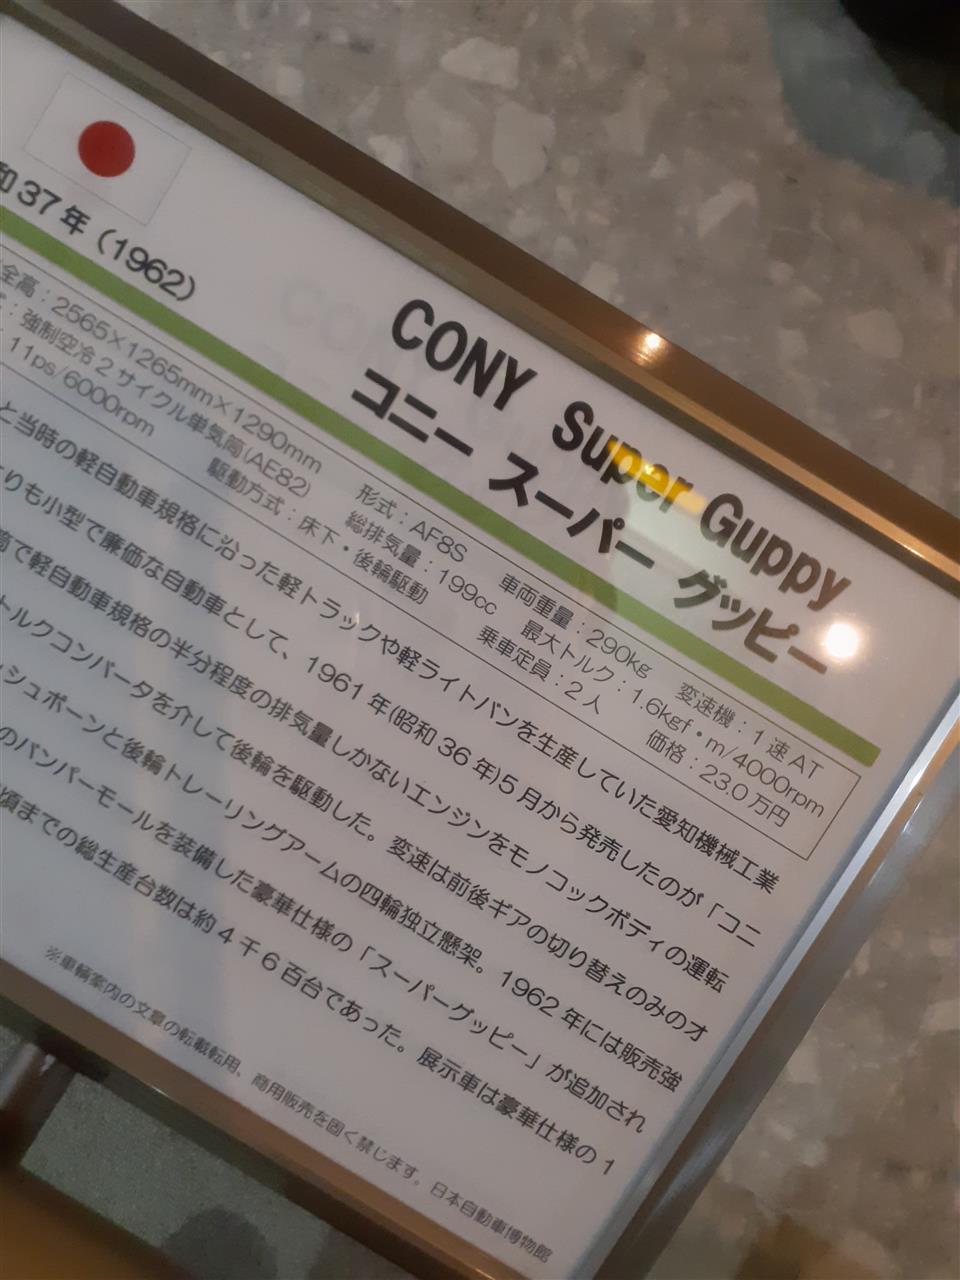 CONY Super Guppy
コニー スーパー グッピー
和37年 (1962)
全高：2565×1265mm×1290mm 形式：AF8S 車両重量：290kg 変速機：1速AT
：強制空冷2サイクル単気筒(AE82) 総排気量：199cc 最大トルク：1.6kgf・m/4000rpm
11ps/6000rpm 駆動方式：床下・後輪駆動 乗車定員：2人 価格：23.0万円
と当時の軽自動車規格に沿った軽トラックや軽ライトバンを生産していた愛知機械工業
りも小型で廉価な自動車として、1961年(昭和36年)5月から発売したのが「コニ
筒で軽自動車規格の半分程度の排気量しかないエンジンをモノコックボディの運転
トルクコンバータを介して後輪を駆動した。変速は前後ギアの切り替えのみのオ
ッシュボーンと後輪トレーリングアームの四輪独立懸架。1962年には販売強
のバンパーモールを装備した豪華仕様の「スーパーグッピー」が追加され
頃までの総生産台数は約4千6百台であった。展示車は豪華仕様の1
※車輛案内の文章の転載転用、商用販売を固く禁じます。日本自動車博物館